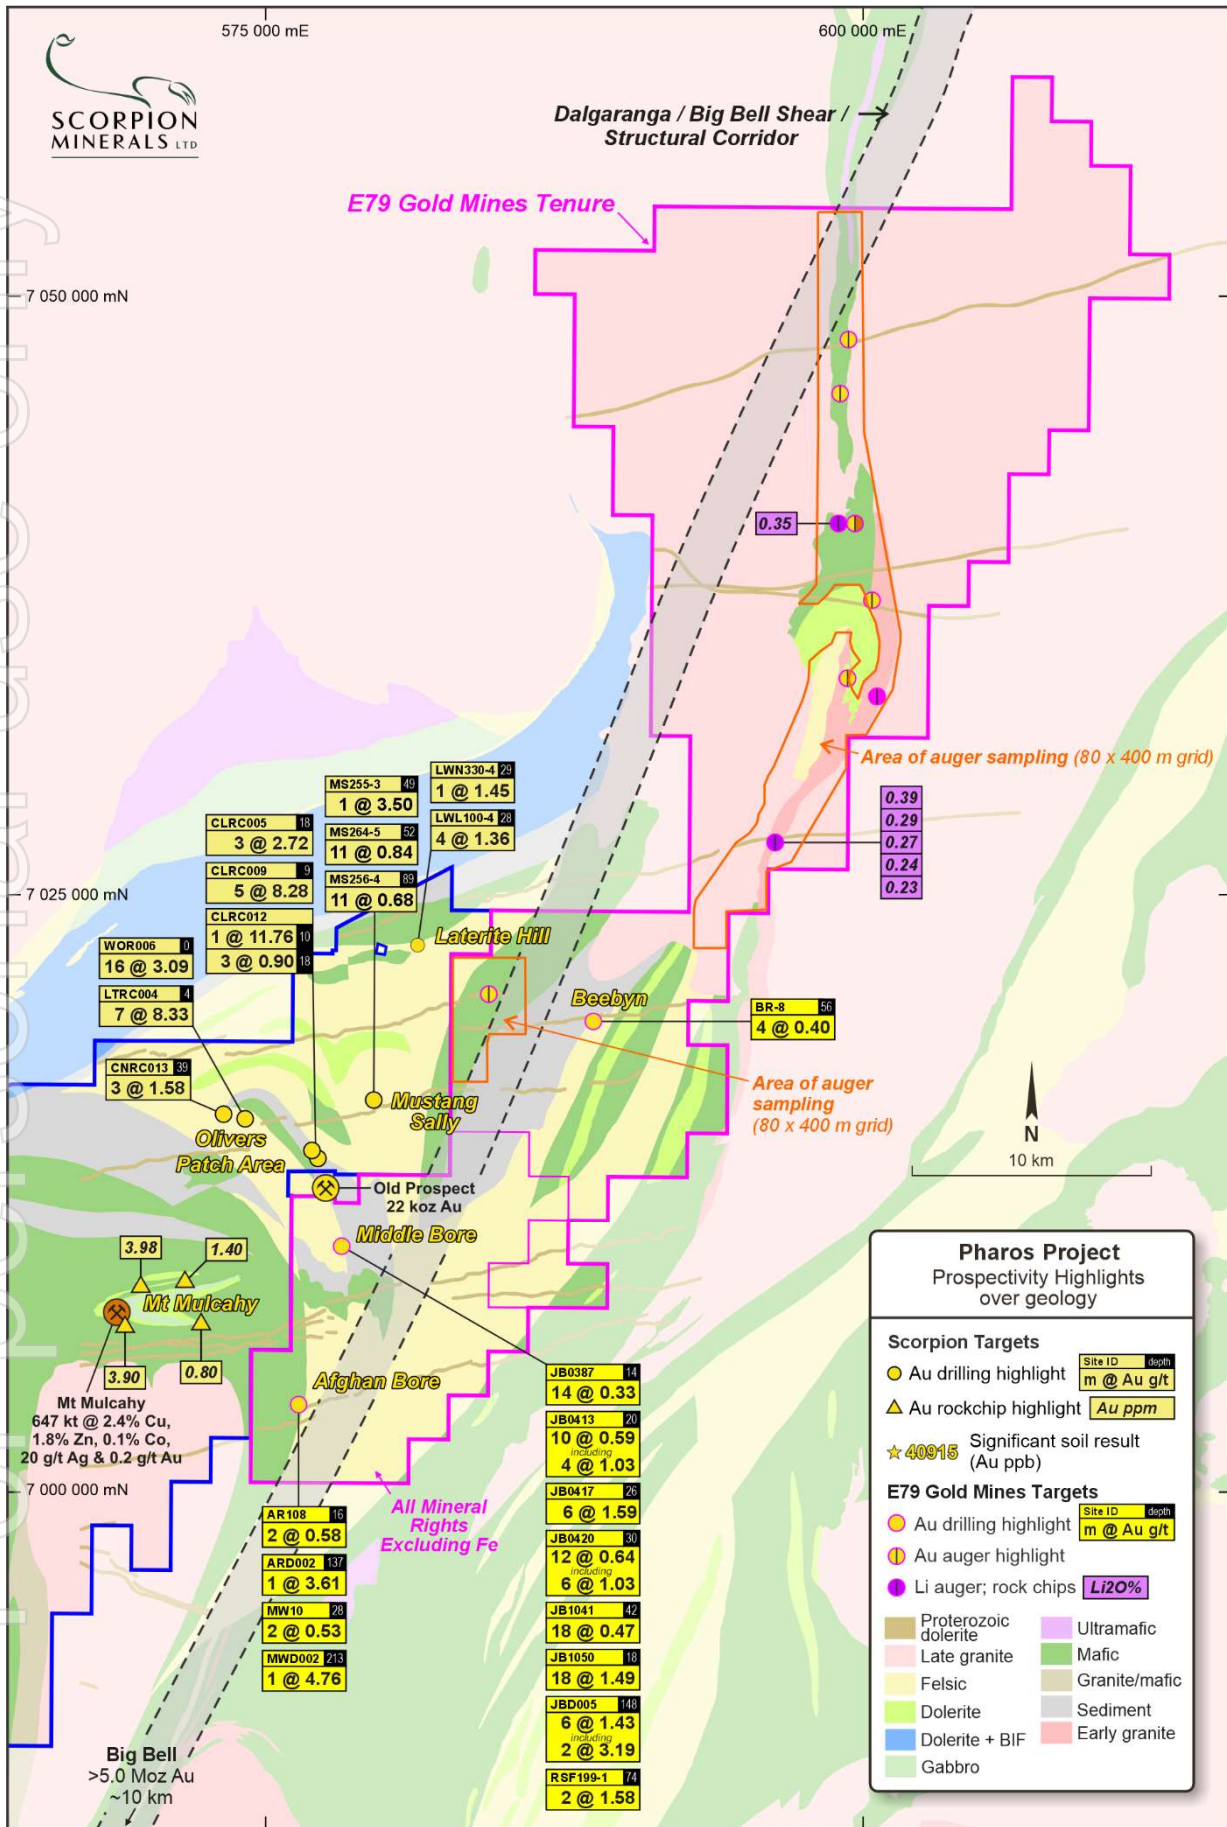 575 000 mE
600 000 mE
SCORPION
MINERALS LTD
Dalgaranga / Big Bell Shear /
Structural Corridor
E79 Gold Mines Tenure
7 050 000 mN
0.35
Area of auger sampling (80 x 400 m grid)
0.39
0.29
0.27
0.24
0.23
LWN330-4 29
1 @ 1.45
LWL100-4 28
4 @ 1.36
MS255-3 49
1 @ 3.50
MS264-5 52
11 @ 0.84
MS256-4 89
11 @ 0.68
CLRC005 18
3 @ 2.72
CLRC009 9
5 @ 8.28
CLRC012
1 @ 11.76 10
3 @ 0.90 18
7 025 000 mN
WOR006 0
16 @ 3.09
LTRC004 4
7 @ 8.33
CNRC013 39
3 @ 1.58
Laterite Hill
Beebyn
BR-8 56
4 @ 0.40
Area of auger
sampling
(80 x 400 m grid)
Mustang
Sally
Olivers
Patch Area
N
10 km
Old Prospect
22 koz Au
Middle Bore
3.98
1.40
Mt Mulcahy
3.90
0.80
Mt Mulcahy
647 kt @ 2.4% Cu,
1.8% Zn, 0.1% Co,
20 g/t Ag & 0.2 g/t Au
Afghan Bore
7 000 000 mN
All Mineral
Rights
Excluding Fe
AR108 16
2 @ 0.58
ARD002 137
1 @ 3.61
MW10 28
2 @ 0.53
MWD002 213
1 @ 4.76
JB0387 14
14 @ 0.33
JB0413 20
10 @ 0.59
including
4 @ 1.03
JB0417 26
6 @ 1.59
JB0420 30
12 @ 0.64
including
6 @ 1.03
JB1041 42
18 @ 0.47
JB1050 18
18 @ 1.49
JBD005 148
6 @ 1.43
including
2 @ 3.19
RSF199-1 74
2 @ 1.58
Big Bell
>5.0 Moz Au
~10 km
Pharos Project
Prospectivity Highlights
over geology
Scorpion Targets
Au drilling highlight
Site ID depth
m @ Au g/t
Au rockchip highlight
Au ppm
40915
Significant soil result
(Au ppb)
E79 Gold Mines Targets
Au drilling highlight
Site ID depth
m @ Au g/t
Au auger highlight
Li auger; rock chips
Li2O%
Proterozoic
dolerite
Late granite
Felsic
Dolerite
Dolerite + BIF
Gabbro
Ultramafic
Mafic
Granite/mafic
Sediment
Early granite